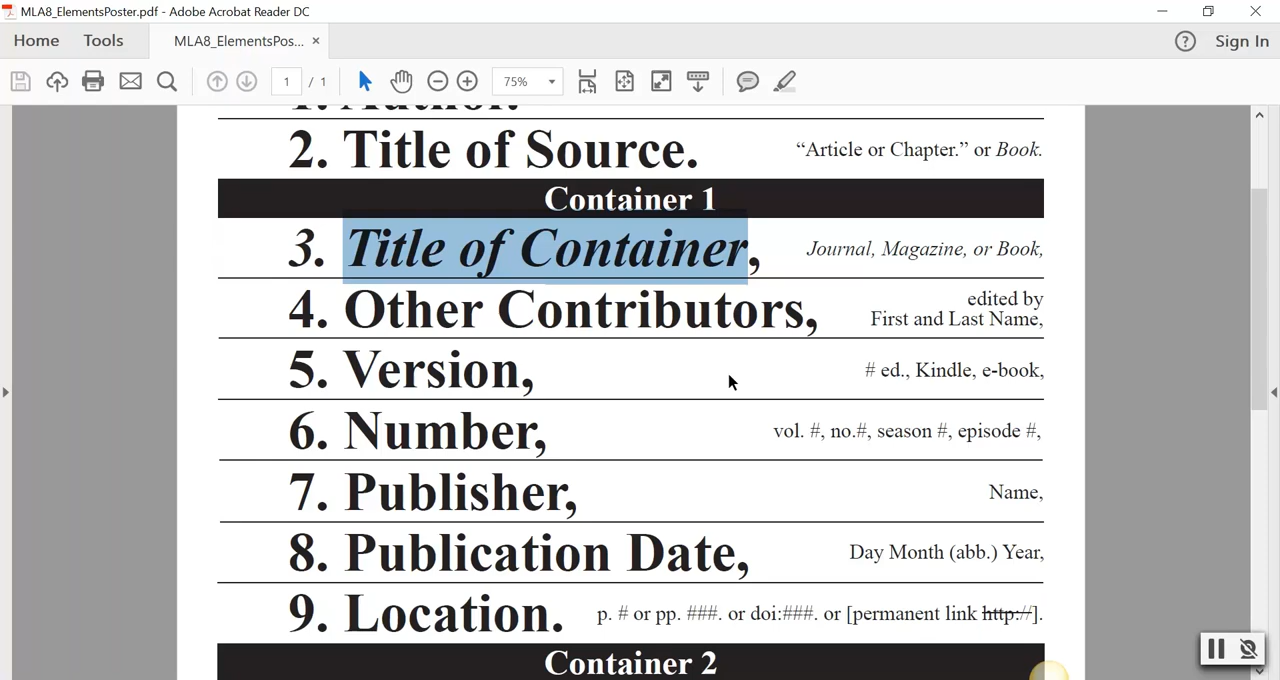 MLA8_ElementsPoster.pdf - Adobe Acrobat Reader DC
Home Tools MLA8_ElementsPos... × ? Sign In
1 / 1 75%
1. Author.
2. Title of Source. “Article or Chapter.” or Book.
Container 1
3. Title of Container, Journal, Magazine, or Book,
4. Other Contributors, edited by
First and Last Name,
5. Version, # ed., Kindle, e-book,
6. Number, vol. #, no.#, season #, episode #,
7. Publisher, Name,
8. Publication Date, Day Month (abb.) Year,
9. Location. p. # or pp. ###. or doi:###. or [permanent link http://].
Container 2